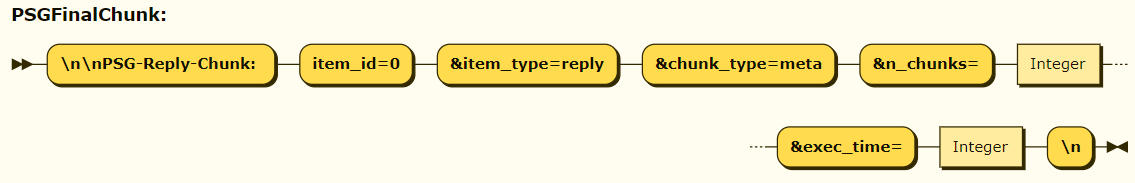 PSGFinalChunk:
\n\nPSG-Reply-Chunk: item_id=0 &item_type=reply &chunk_type=meta &n_chunks= Integer
&exec_time= Integer \n